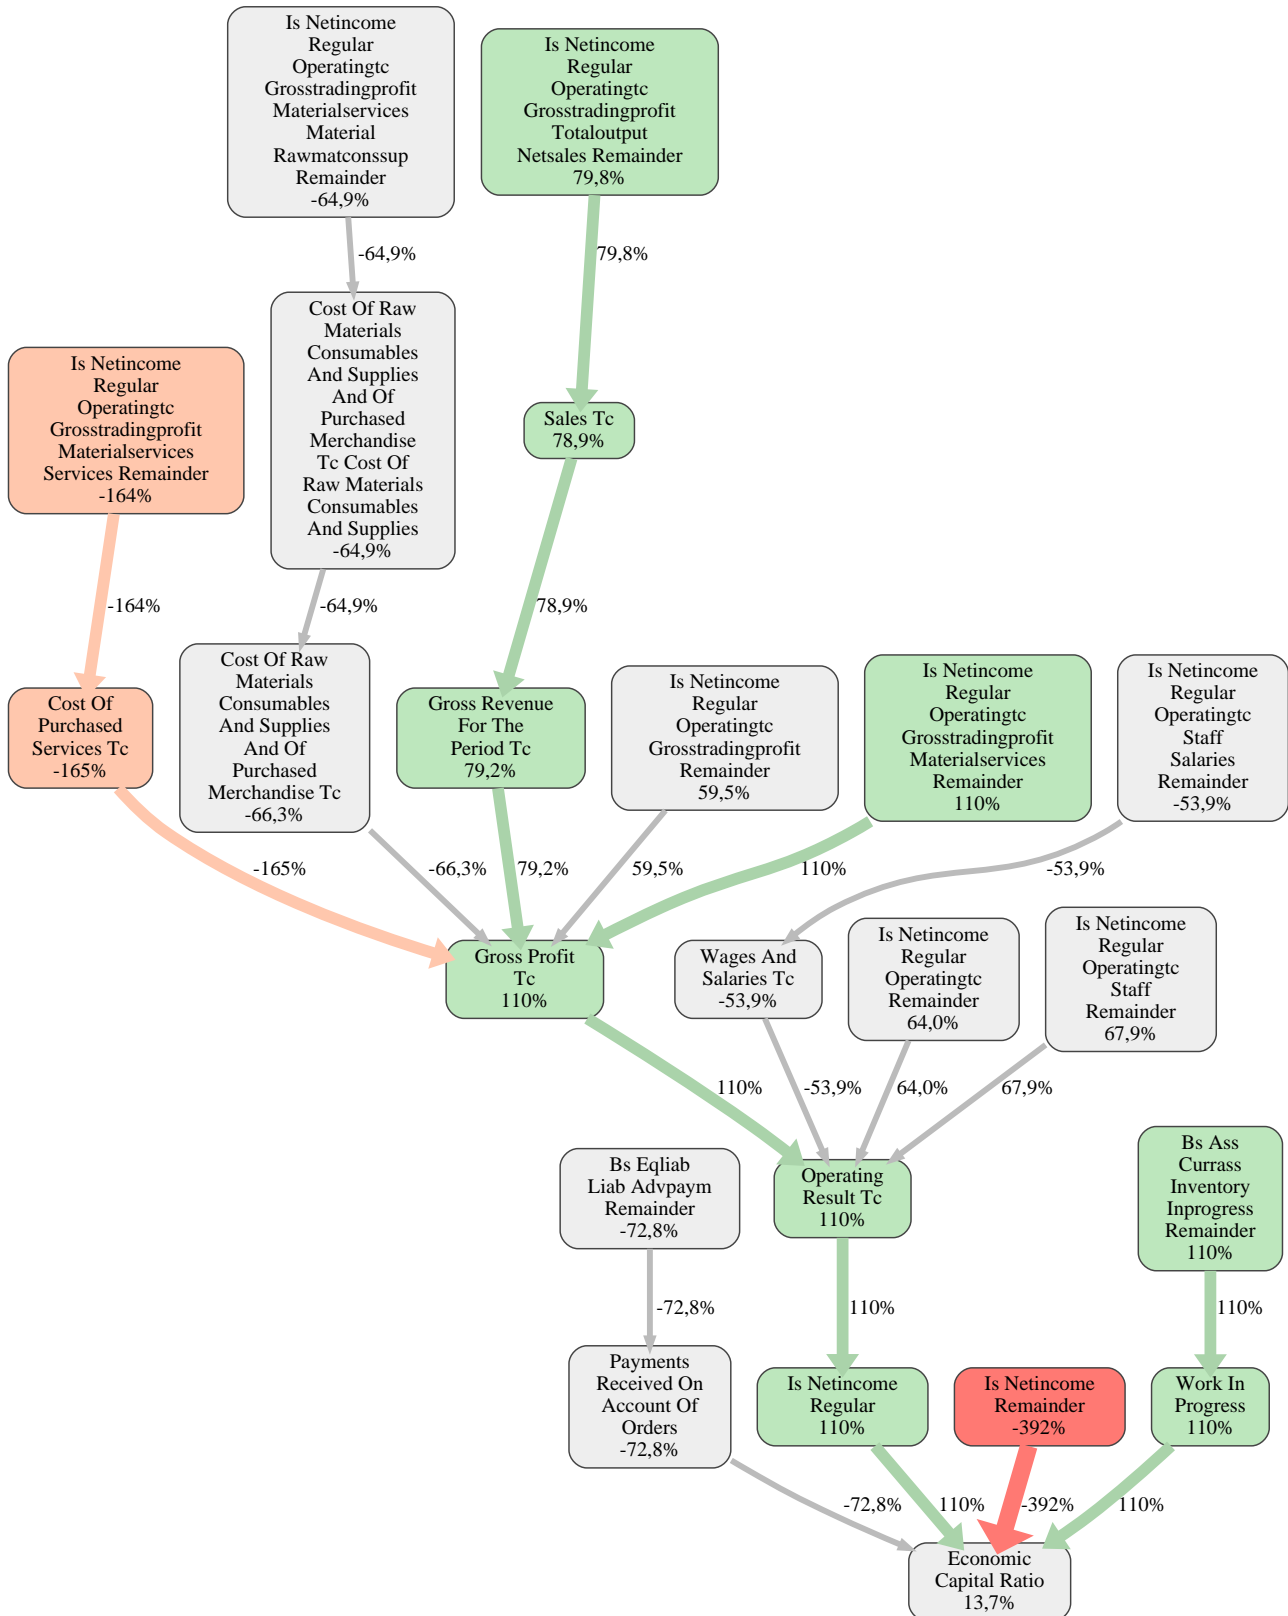 Is Netincome
Regular
Operatingtc
Grosstradingprofit
Materialservices
Material
Rawmatconssup
Remainder
-64,9%
Is Netincome
Regular
Operatingtc
Grosstradingprofit
Totaloutput
Netsales Remainder
79,8%
-64,9%
79,8%
Cost Of Raw
Materials
Consumables
And Supplies
And Of
Purchased
Merchandise
Tc Cost Of
Raw Materials
Consumables
And Supplies
-64,9%
Is Netincome
Regular
Operatingtc
Grosstradingprofit
Materialservices
Services Remainder
-164%
Sales Tc
78,9%
-164%
-64,9%
78,9%
Cost Of
Purchased
Services Tc
-165%
Cost Of Raw
Materials
Consumables
And Supplies
And Of
Purchased
Merchandise Tc
-66,3%
Gross Revenue
For The
Period Tc
79,2%
Is Netincome
Regular
Operatingtc
Grosstradingprofit
Remainder
59,5%
Is Netincome
Regular
Operatingtc
Grosstradingprofit
Materialservices
Remainder
110%
Is Netincome
Regular
Operatingtc
Staff
Salaries
Remainder
-53,9%
-165%
-66,3%
79,2%
59,5%
110%
-53,9%
Gross Profit
Tc
110%
Wages And
Salaries Tc
-53,9%
Is Netincome
Regular
Operatingtc
Remainder
64,0%
Is Netincome
Regular
Operatingtc
Staff
Remainder
67,9%
110%
-53,9%
64,0%
67,9%
Bs Eqliab
Liab Advpaym
Remainder
-72,8%
Operating
Result Tc
110%
Bs Ass
Currass
Inventory
Inprogress
Remainder
110%
-72,8%
110%
110%
Payments
Received On
Account Of
Orders
-72,8%
Is Netincome
Regular
110%
Is Netincome
Remainder
-392%
Work In
Progress
110%
-72,8%
110%
-392%
110%
Economic
Capital Ratio
13,7%